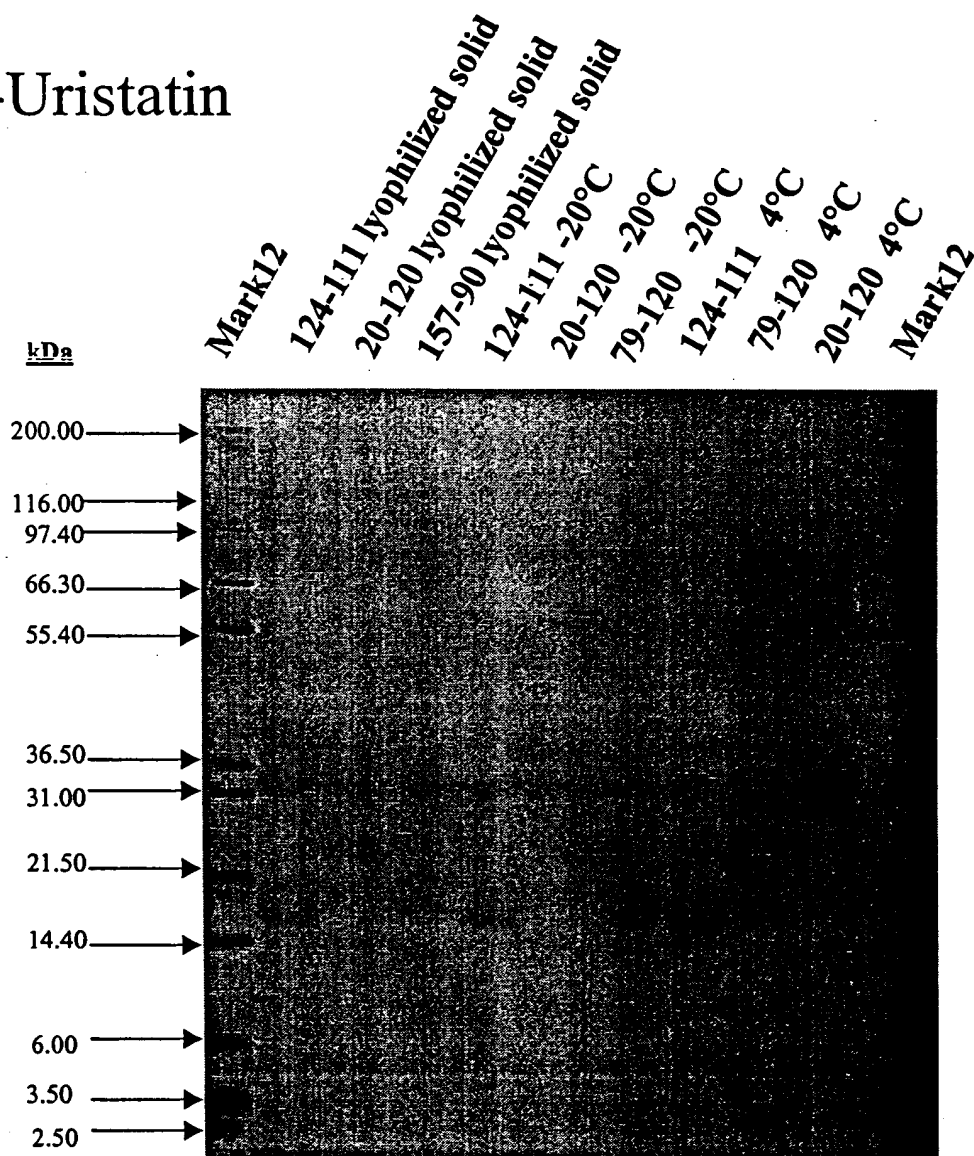 -Uristatin
Mark12
124-111 lyophilized solid
20-120 lyophilized solid
157-90 lyophilized solid
124-111 -20°C
20-120 -20°C
79-120 -20°C
124-111 4°C
79-120 4°C
20-120 4°C
Mark12
kDa
200.00
116.00
97.40
66.30
55.40
36.50
31.00
21.50
14.40
6.00
3.50
2.50